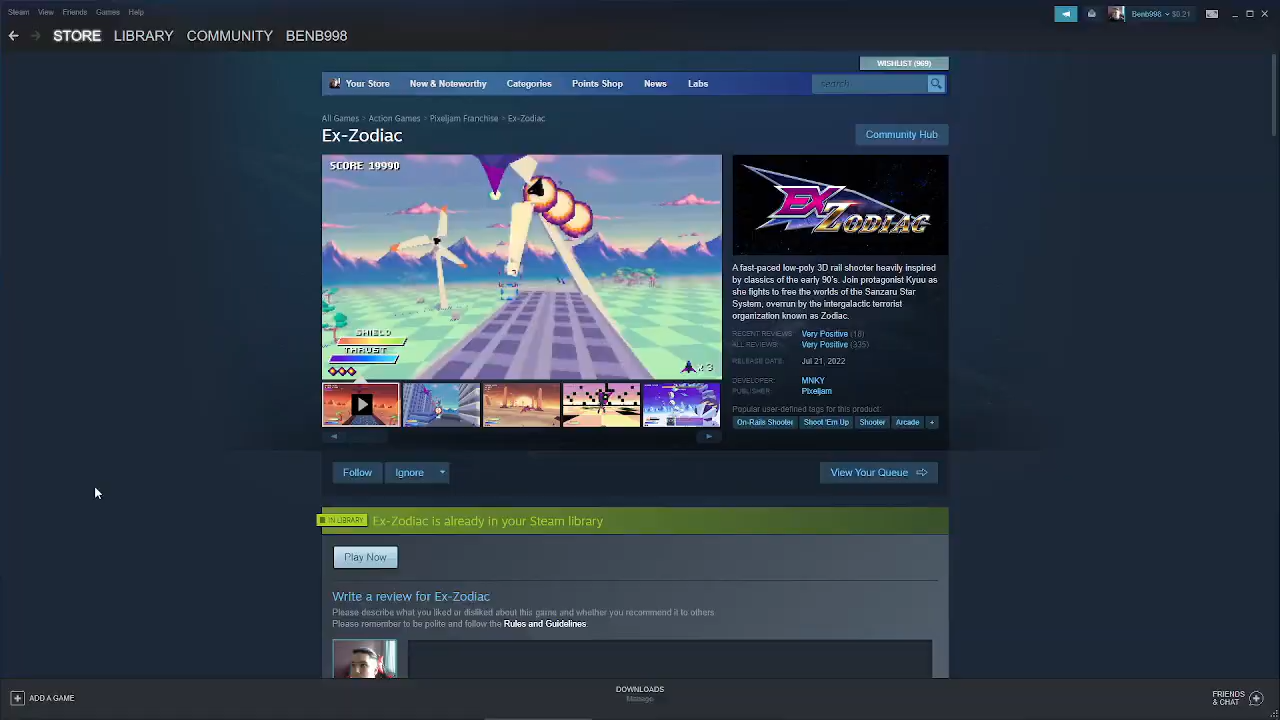 Steam View Friends Games Help
Benb998 $0.21
STORE LIBRARY COMMUNITY BENB998
WISHLIST (969)
Your Store New & Noteworthy Categories Points Shop News Labs
search
All Games > Action Games > Pixeljam Franchise > Ex-Zodiac
Ex-Zodiac
Community Hub
SCORE 19990
SHIELD
THRUST
x3
EX ZODIAC
A fast-paced low-poly 3D rail shooter heavily inspired
by classics of the early 90's. Join protagonist Kyuu as
she fights to free the worlds of the Sanzaru Star
System, overrun by the intergalactic terrorist
organization known as Zodiac.
RECENT REVIEWS: Very Positive (18)
ALL REVIEWS: Very Positive (335)
RELEASE DATE: Jul 21, 2022
DEVELOPER: MNKY
PUBLISHER: Pixeljam
Popular user-defined tags for this product:
On-Rails Shooter Shoot 'Em Up Shooter Arcade +
Follow Ignore
View Your Queue
IN LIBRARY Ex-Zodiac is already in your Steam library
Play Now
Write a review for Ex-Zodiac
Please describe what you liked or disliked about this game and whether you recommend it to others.
Please remember to be polite and follow the Rules and Guidelines.
ADD A GAME
DOWNLOADS
Manage
FRIENDS
& CHAT